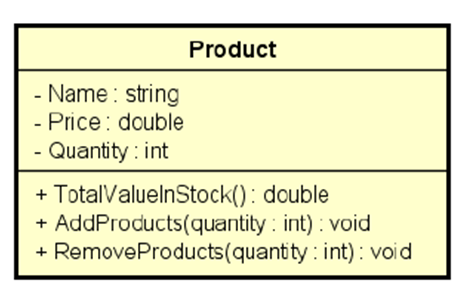 Product
- Name : string
- Price : double
- Quantity : int
+ TotalValueInStock() : double
+ AddProducts(quantity : int) : void
+ RemoveProducts(quantity : int) : void